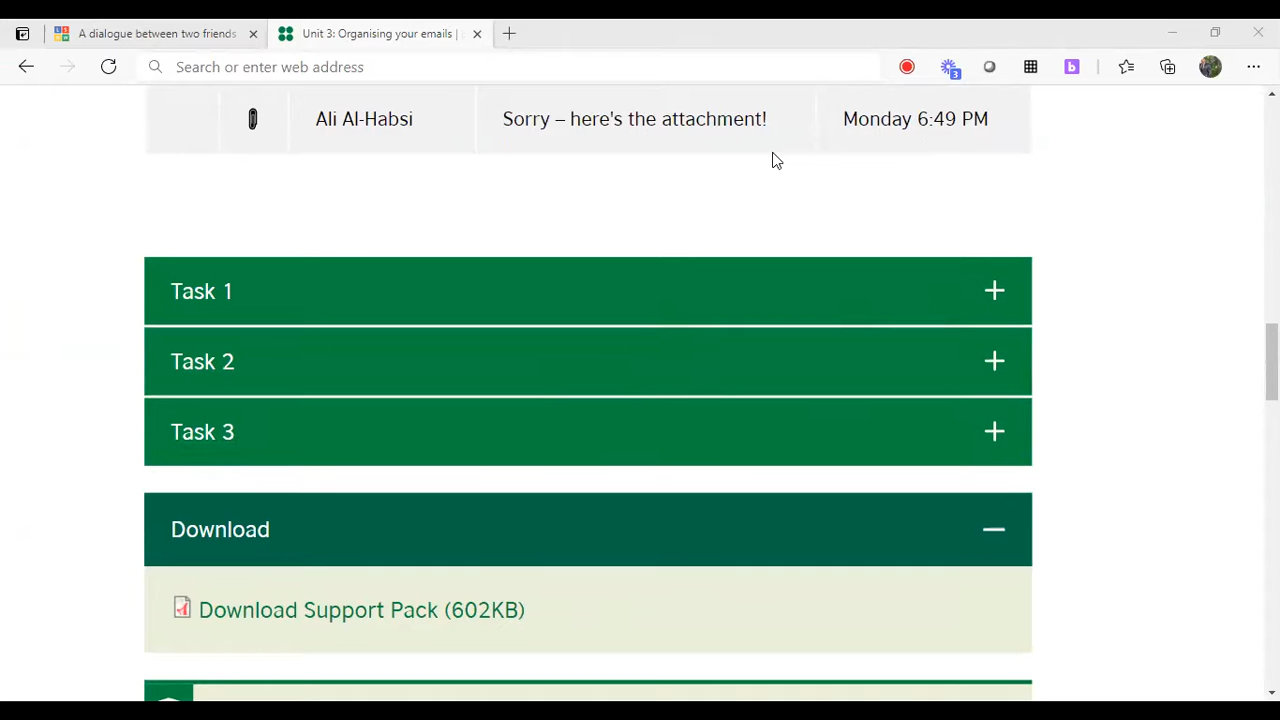 A dialogue between two friends
Unit 3: Organising your emails |
Search or enter web address
3
b
Ali Al-Habsi
Sorry – here's the attachment!
Monday 6:49 PM
Task 1
Task 2
Task 3
Download
Download Support Pack (602KB)